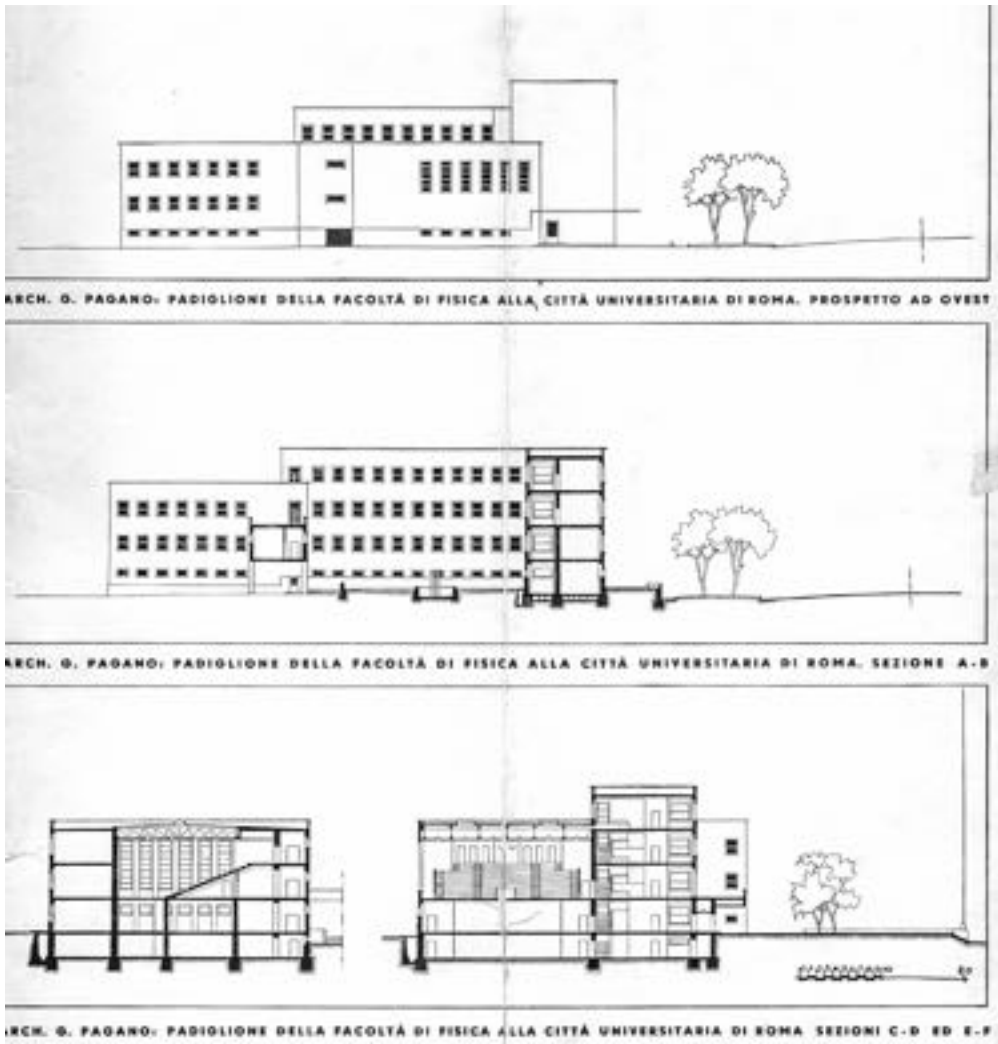 ARCH. G. PAGANO: PADIGLIONE DELLA FACOLTÀ DI FISICA ALLA CITTÀ UNIVERSITARIA DI ROMA. PROSPETTO AD OVEST
ARCH. G. PAGANO: PADIGLIONE DELLA FACOLTÀ DI FISICA ALLA CITTÀ UNIVERSITARIA DI ROMA. SEZIONE A-B
ARCH. G. PAGANO: PADIGLIONE DELLA FACOLTÀ DI FISICA ALLA CITTÀ UNIVERSITARIA DI ROMA SEZIONI C-D ED E-F